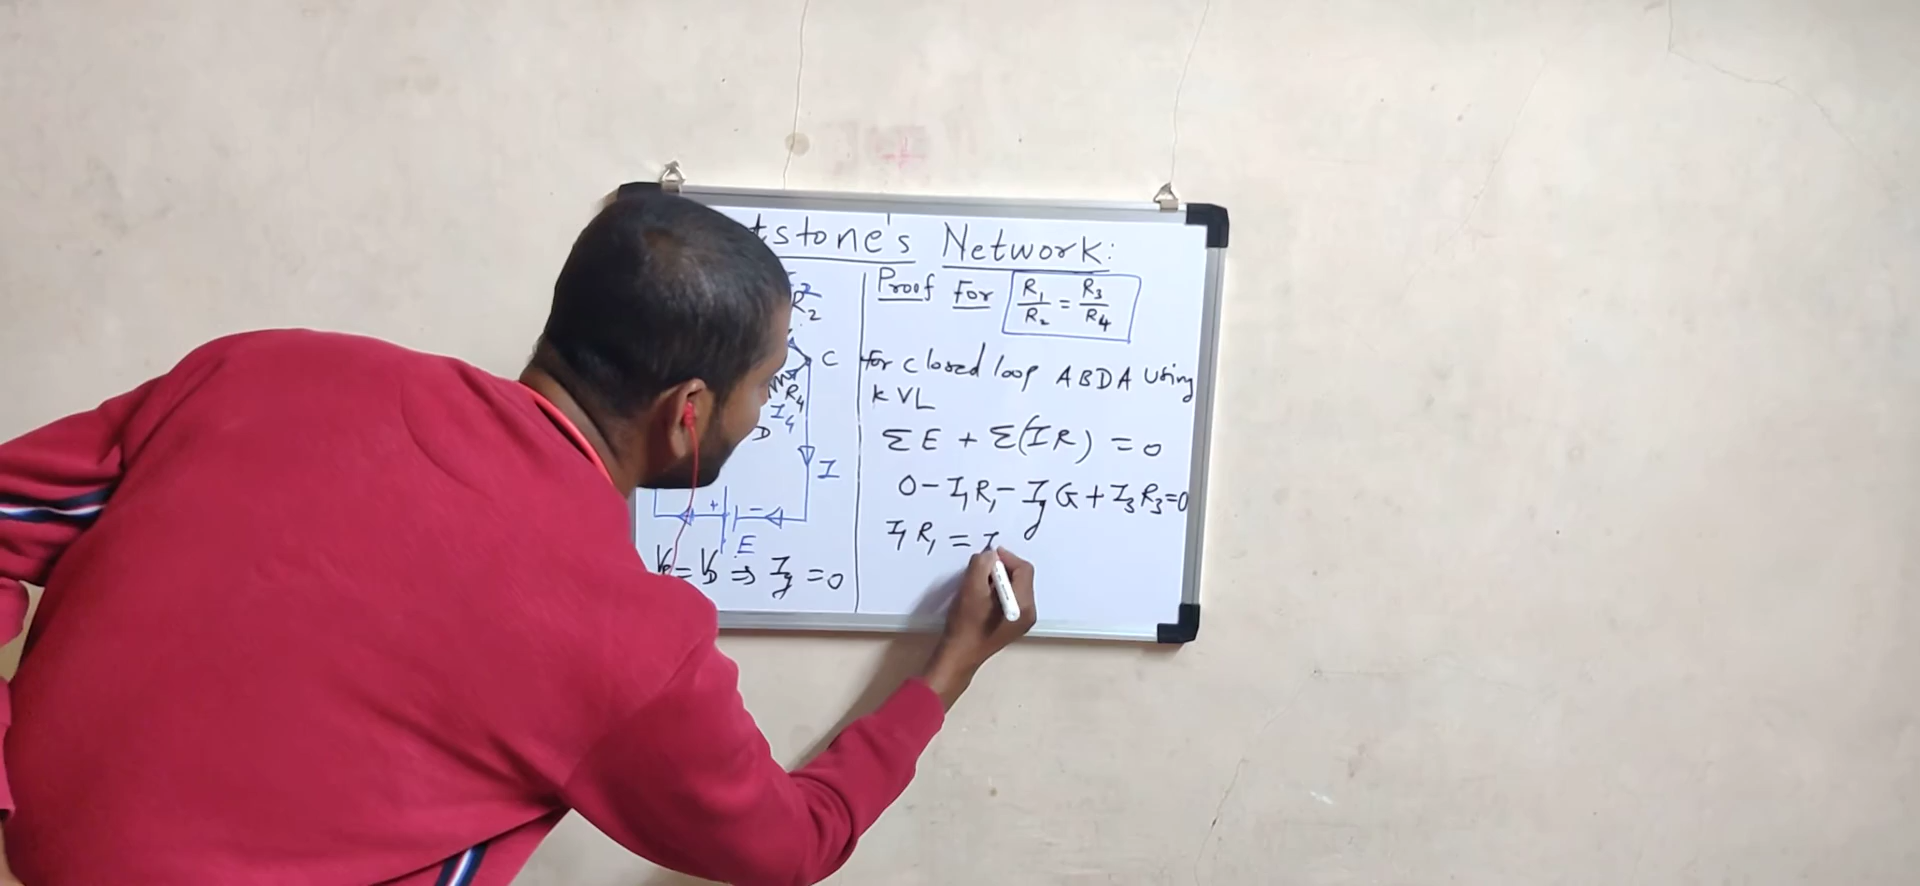 tstone's Network:
R₂
C
R₄
I₄
D
I
+ −
E
= V_D ⇒ I_g = 0
Proof For R₁/R₂ = R₃/R₄
For closed loop ABDA using
KVL
ΣE + Σ(IR) = 0
0 − I₁R₁ − I_g G + I₃R₃ = 0
I₁R₁ = I